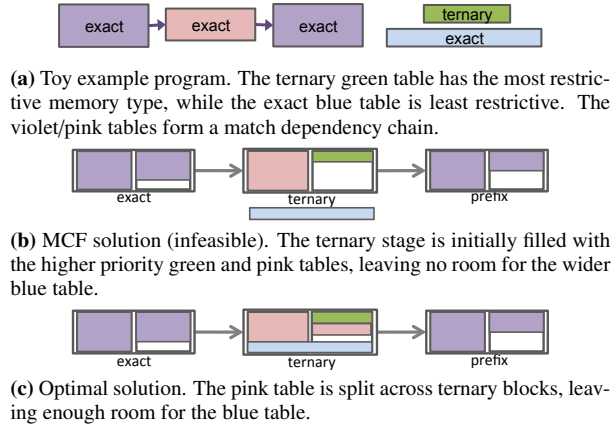 exact
exact
exact
ternary
exact
(a) Toy example program. The ternary green table has the most restric-
tive memory type, while the exact blue table is least restrictive. The
violet/pink tables form a match dependency chain.
exact
ternary
prefix
(b) MCF solution (infeasible). The ternary stage is initially filled with
the higher priority green and pink tables, leaving no room for the wider
blue table.
exact
ternary
prefix
(c) Optimal solution. The pink table is split across ternary blocks, leav-
ing enough room for the blue table.